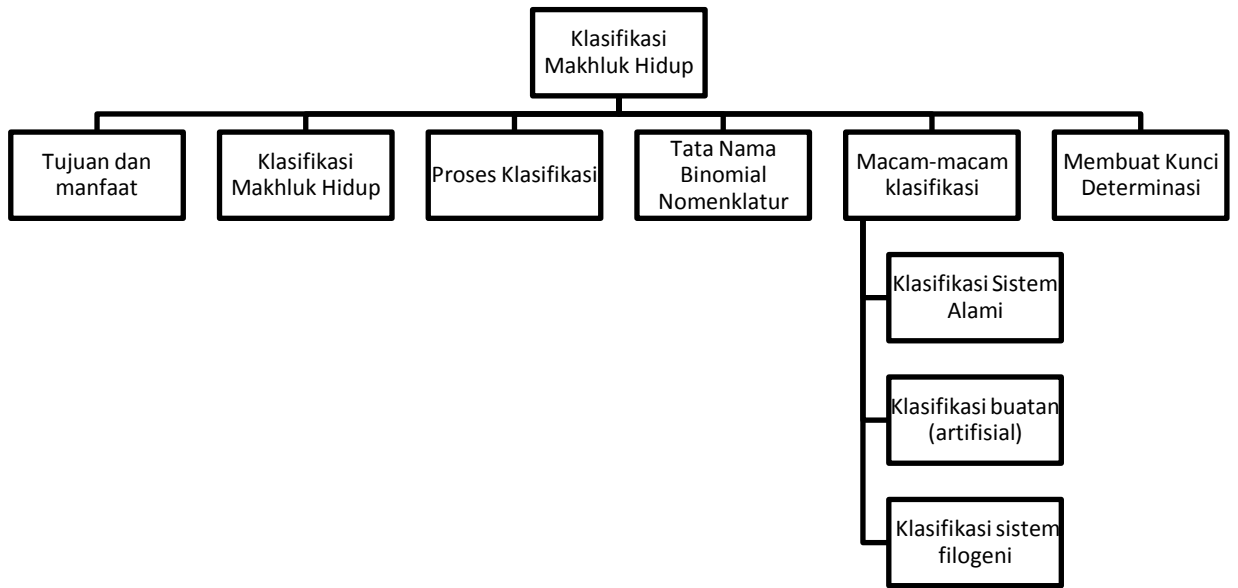 Klasifikasi
Makhluk Hidup
Tujuan dan
manfaat
Klasifikasi
Makhluk Hidup
Proses Klasifikasi
Tata Nama
Binomial
Nomenklatur
Macam-macam
klasifikasi
Membuat Kunci
Determinasi
Klasifikasi Sistem
Alami
Klasifikasi buatan
(artifisial)
Klasifikasi sistem
filogeni